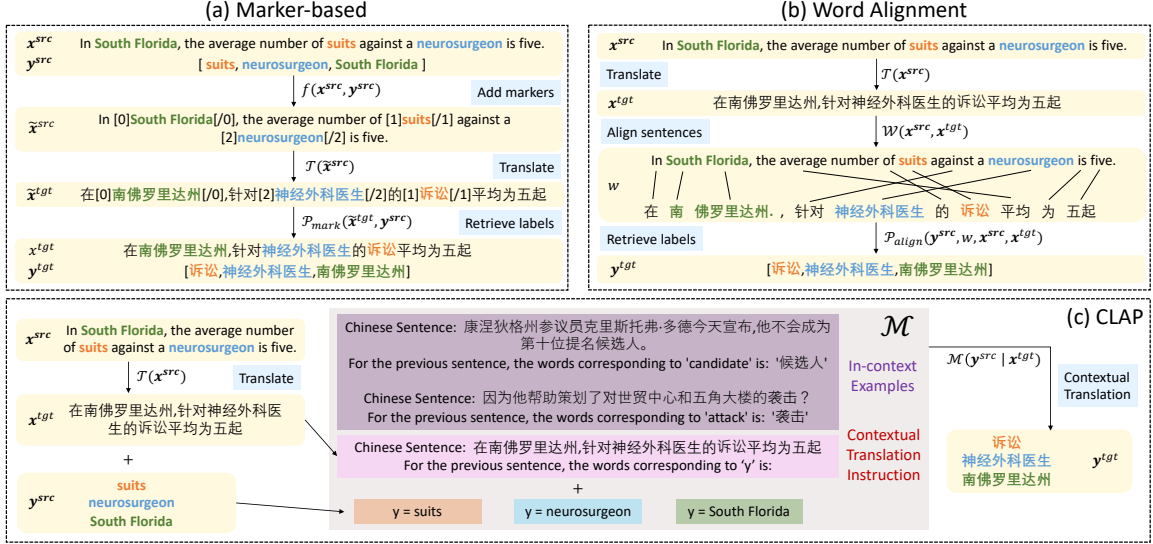 (a) Marker-based
x^src In South Florida, the average number of suits against a neurosurgeon is five.
y^src [ suits, neurosurgeon, South Florida ]
f(x^src, y^src) Add markers
x̃^src In [0]South Florida[/0], the average number of [1]suits[/1] against a
[2]neurosurgeon[/2] is five.
𝒯(x̃^src) Translate
x̃^tgt 在[0]南佛罗里达州[/0],针对[2]神经外科医生[/2]的[1]诉讼[/1]平均为五起
𝒫_mark(x̃^tgt, y^src) Retrieve labels
x^tgt 在南佛罗里达州,针对神经外科医生的诉讼平均为五起
y^tgt [诉讼,神经外科医生,南佛罗里达州]
(b) Word Alignment
x^src In South Florida, the average number of suits against a neurosurgeon is five.
Translate 𝒯(x^src)
x^tgt 在南佛罗里达州,针对神经外科医生的诉讼平均为五起
Align sentences 𝒲(x^src, x^tgt)
In South Florida, the average number of suits against a neurosurgeon is five.
w
在 南 佛罗里达州. , 针对 神经外科医生 的 诉讼 平均 为 五起
Retrieve labels 𝒫_align(y^src, w, x^src, x^tgt)
y^tgt [诉讼,神经外科医生,南佛罗里达州]
(c) CLAP
x^src In South Florida, the average number
of suits against a neurosurgeon is five.
𝒯(x^src) Translate
x^tgt 在南佛罗里达州,针对神经外科医
生的诉讼平均为五起
+
y^src suits
neurosurgeon
South Florida
Chinese Sentence: 康涅狄格州参议员克里斯托弗·多德今天宣布,他不会成为
第十位提名候选人。
For the previous sentence, the words corresponding to 'candidate' is: '候选人'
Chinese Sentence: 因为他帮助策划了对世贸中心和五角大楼的袭击？
For the previous sentence, the words corresponding to 'attack' is: '袭击'
Chinese Sentence: 在南佛罗里达州,针对神经外科医生的诉讼平均为五起
For the previous sentence, the words corresponding to 'y' is:
+
y = suits
y = neurosurgeon
y = South Florida
ℳ
In-context
Examples
Contextual
Translation
Instruction
ℳ(y^src | x^tgt)
Contextual
Translation
诉讼
神经外科医生 y^tgt
南佛罗里达州